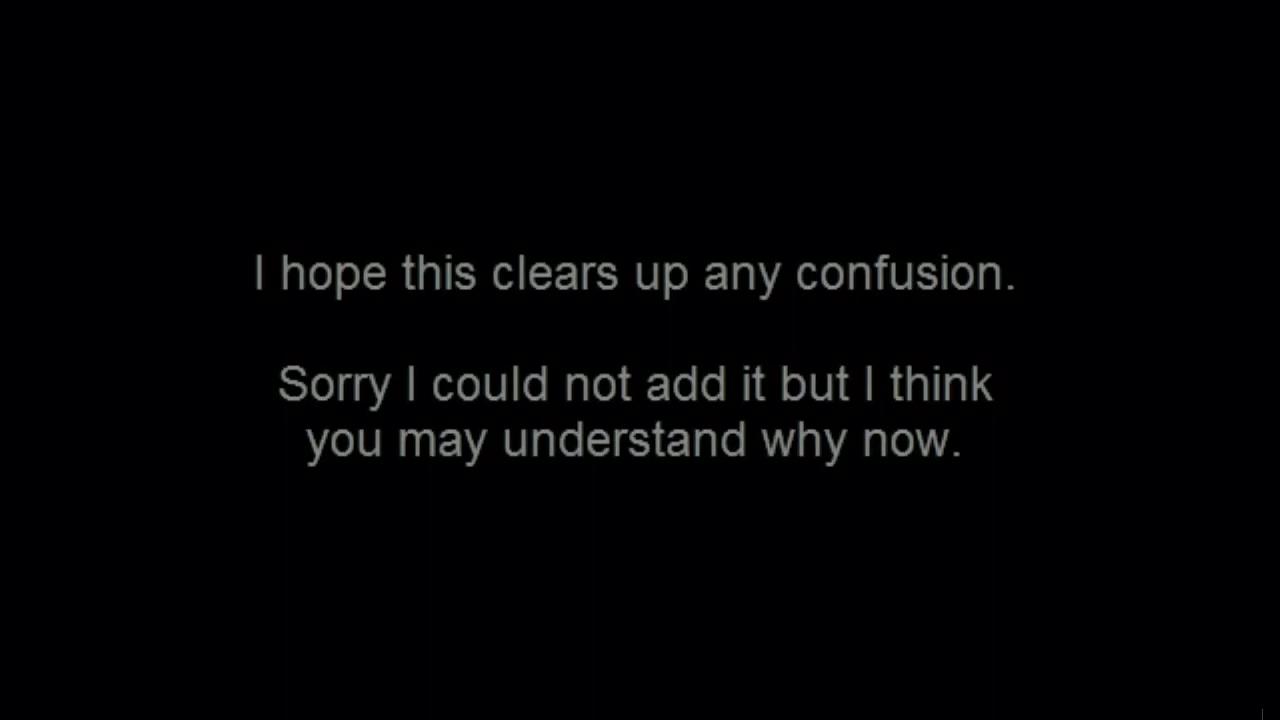 I hope this clears up any confusion.
Sorry I could not add it but I think
you may understand why now.